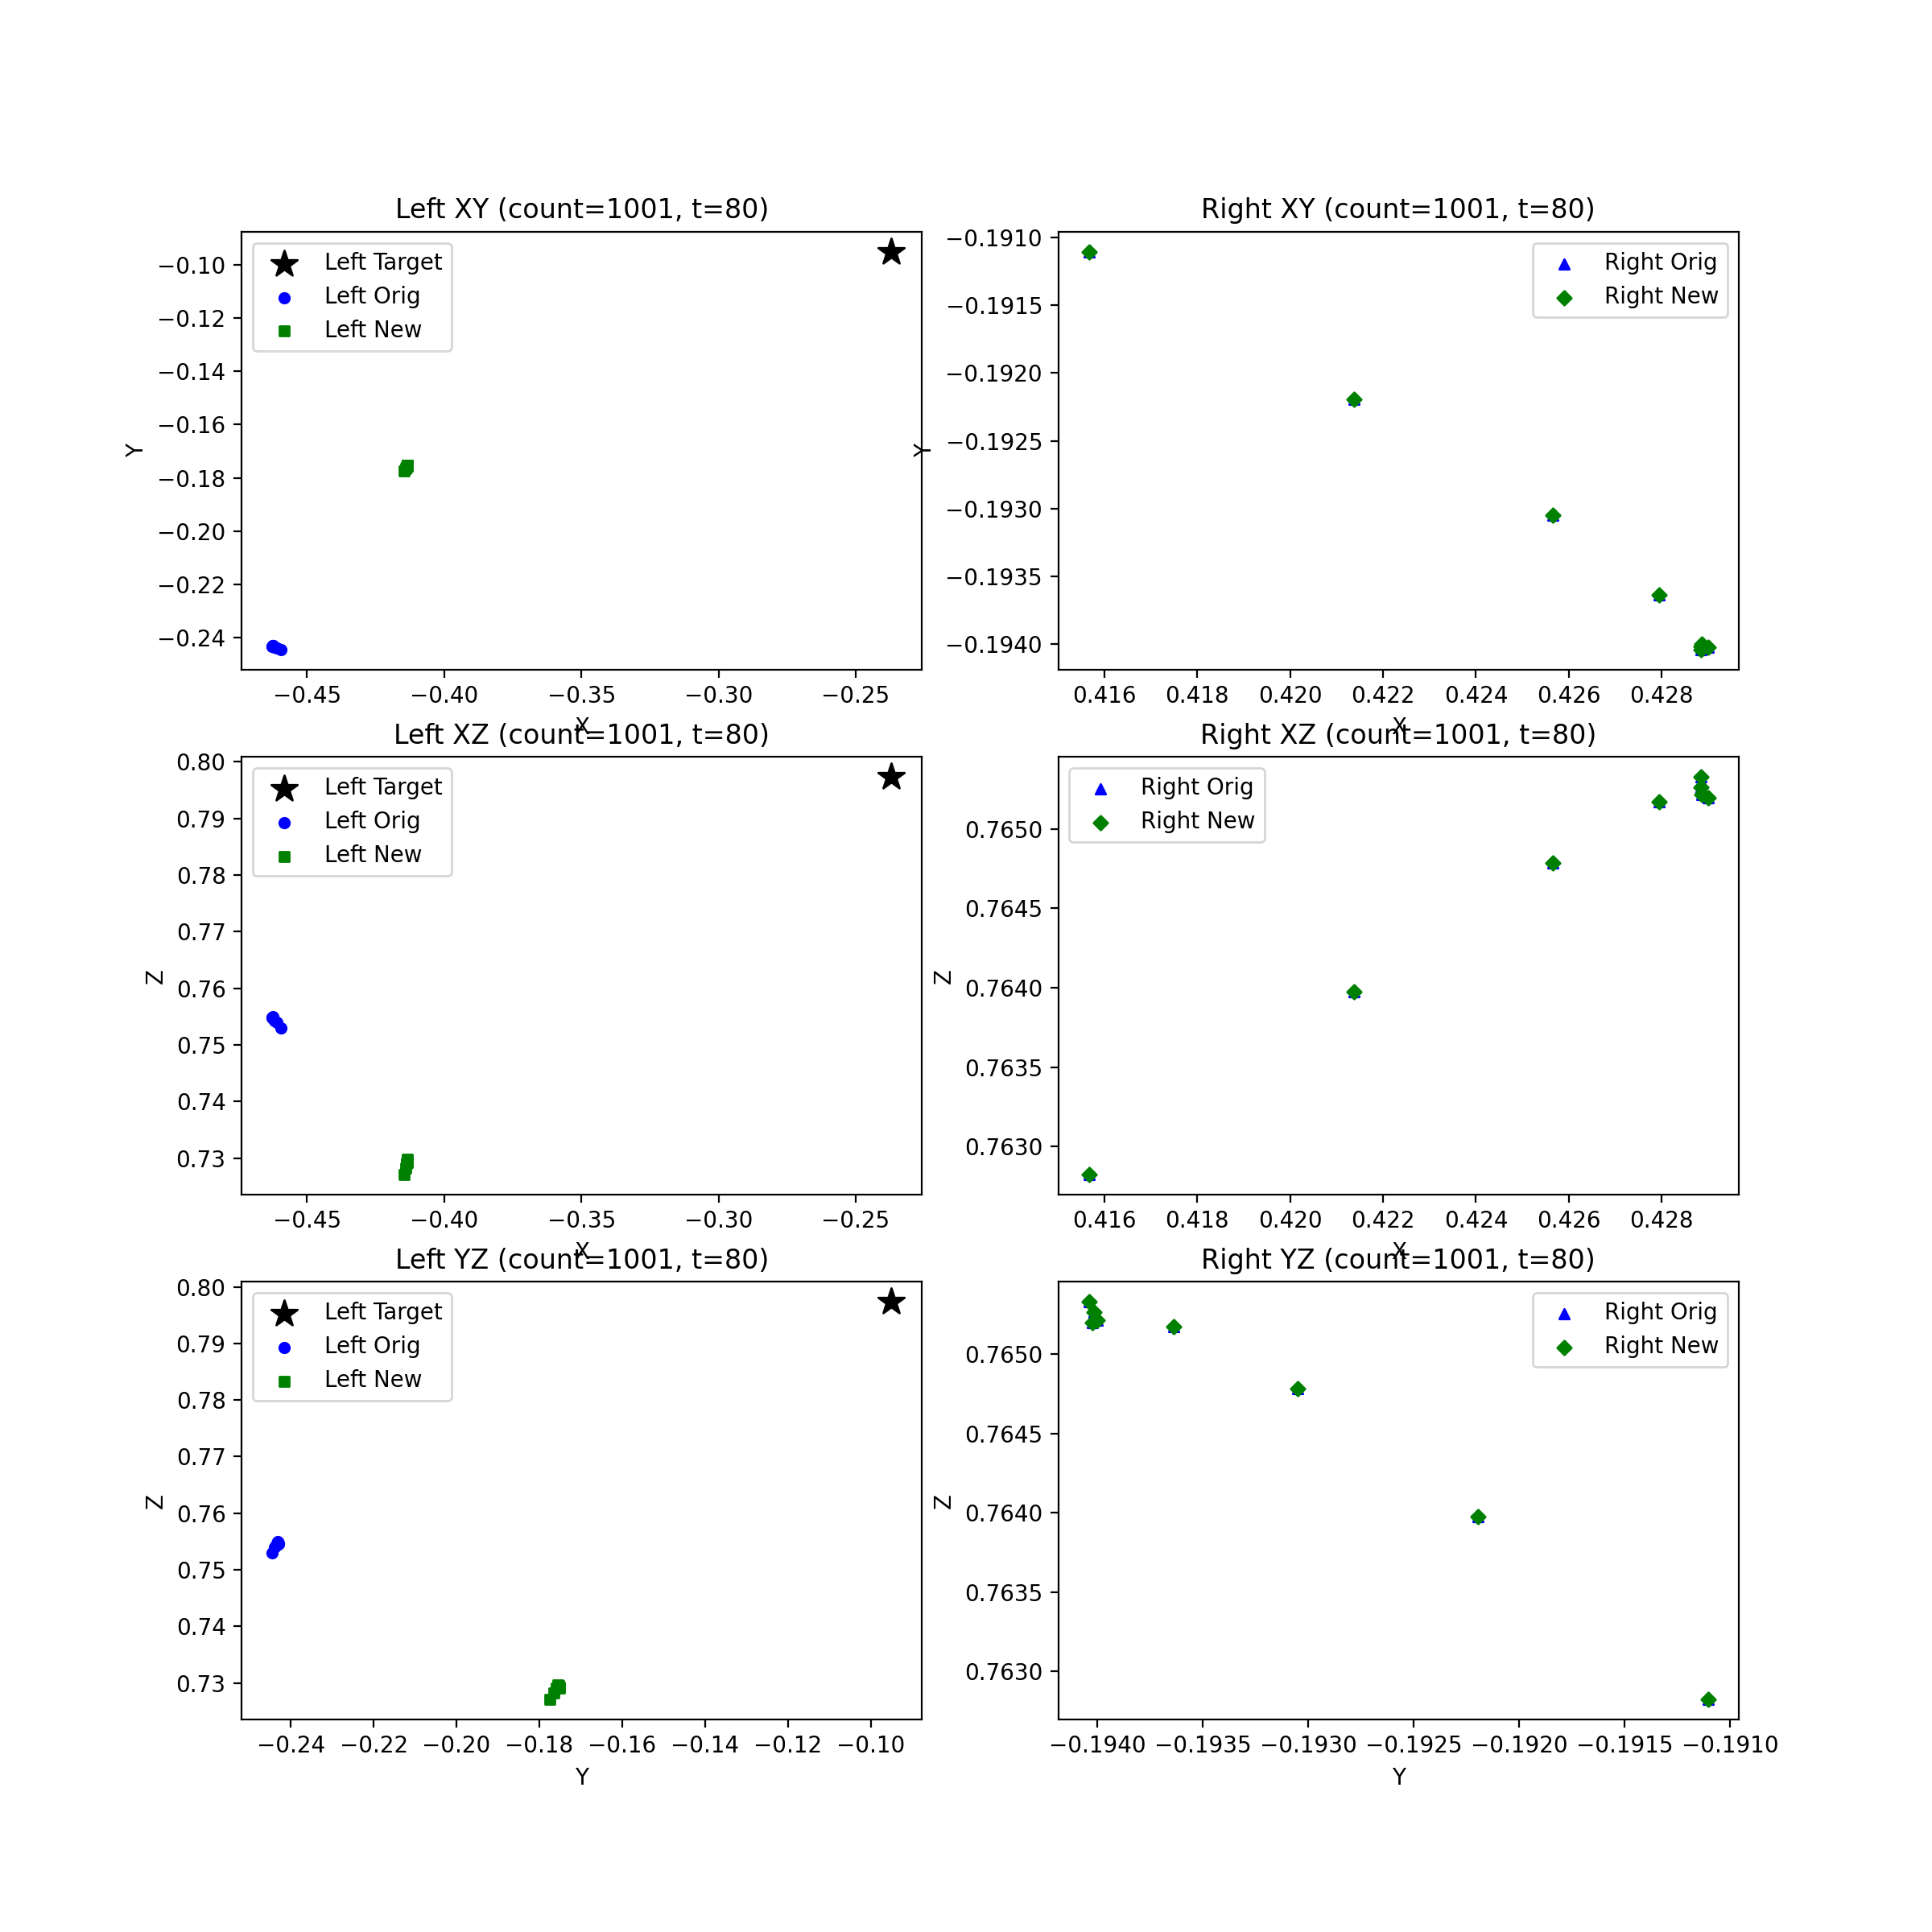 Left XY (count=1001, t=80)
Left Target
Left Orig
Left New
−0.10
−0.12
−0.14
−0.16
−0.18
−0.20
−0.22
−0.24
Y
−0.45
−0.40
−0.35
−0.30
−0.25
X
Right XY (count=1001, t=80)
Right Orig
Right New
−0.1910
−0.1915
−0.1920
−0.1925
−0.1930
−0.1935
−0.1940
Y
0.416
0.418
0.420
0.422
0.424
0.426
0.428
X
Left XZ (count=1001, t=80)
Left Target
Left Orig
Left New
0.80
0.79
0.78
0.77
0.76
0.75
0.74
0.73
Z
−0.45
−0.40
−0.35
−0.30
−0.25
X
Right XZ (count=1001, t=80)
Right Orig
Right New
0.7650
0.7645
0.7640
0.7635
0.7630
Z
0.416
0.418
0.420
0.422
0.424
0.426
0.428
X
Left YZ (count=1001, t=80)
Left Target
Left Orig
Left New
0.80
0.79
0.78
0.77
0.76
0.75
0.74
0.73
Z
−0.24
−0.22
−0.20
−0.18
−0.16
−0.14
−0.12
−0.10
Y
Right YZ (count=1001, t=80)
Right Orig
Right New
0.7650
0.7645
0.7640
0.7635
0.7630
Z
−0.1940
−0.1935
−0.1930
−0.1925
−0.1920
−0.1915
−0.1910
Y